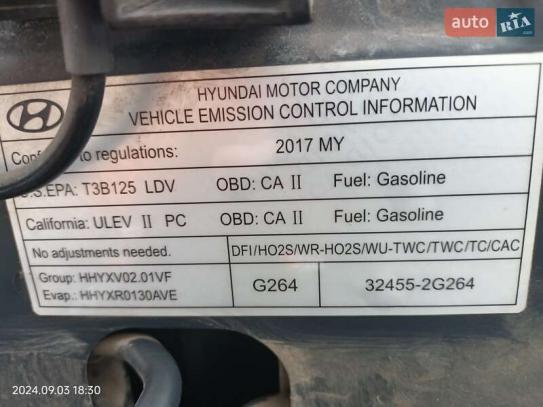 auto RIA.com
HYUNDAI MOTOR COMPANY
VEHICLE EMISSION CONTROL INFORMATION
to regulations: 2017 MY
EPA: T3B125 LDV OBD: CA II Fuel: Gasoline
California: ULEV II PC OBD: CA II Fuel: Gasoline
No adjustments needed. DFI/HO2S/WR-HO2S/WU-TWC/TWC/TC/CAC
Group: HHYXV02.01VF
Evap.: HHYXR0130AVE
G264 32455-2G264
2024.09.03 18:30